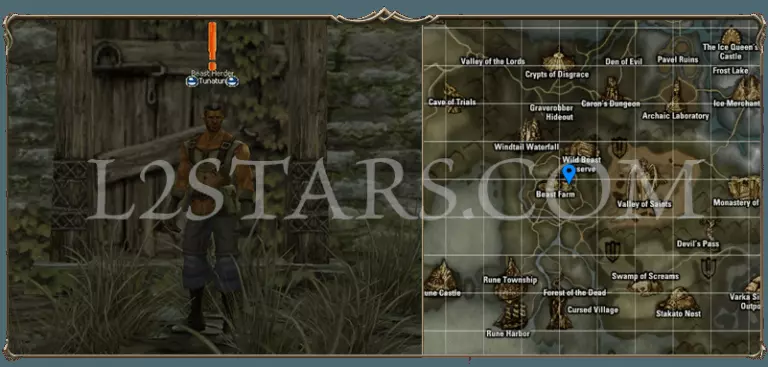 Beast Herder
Tunatun
L2STARS.COM
Valley of the Lords
Den of Evil
Pavel Ruins
The Ice Queen's
Castle
Crypts of Disgrace
Frost Lake
Cave of Trials
Caron's Dungeon
Ice Merchant
Graverobber
Hideout
Archaic Laboratory
Windtail Waterfall
Wild Beast
serve
Beast Farm
Valley of Saints
Monastery of
Devil's Pass
une Castle
Rune Township
Swamp of Screams
Forest of the Dead
Varka Si
Outpo
Cursed Village
Stakato Nest
Rune Harbor